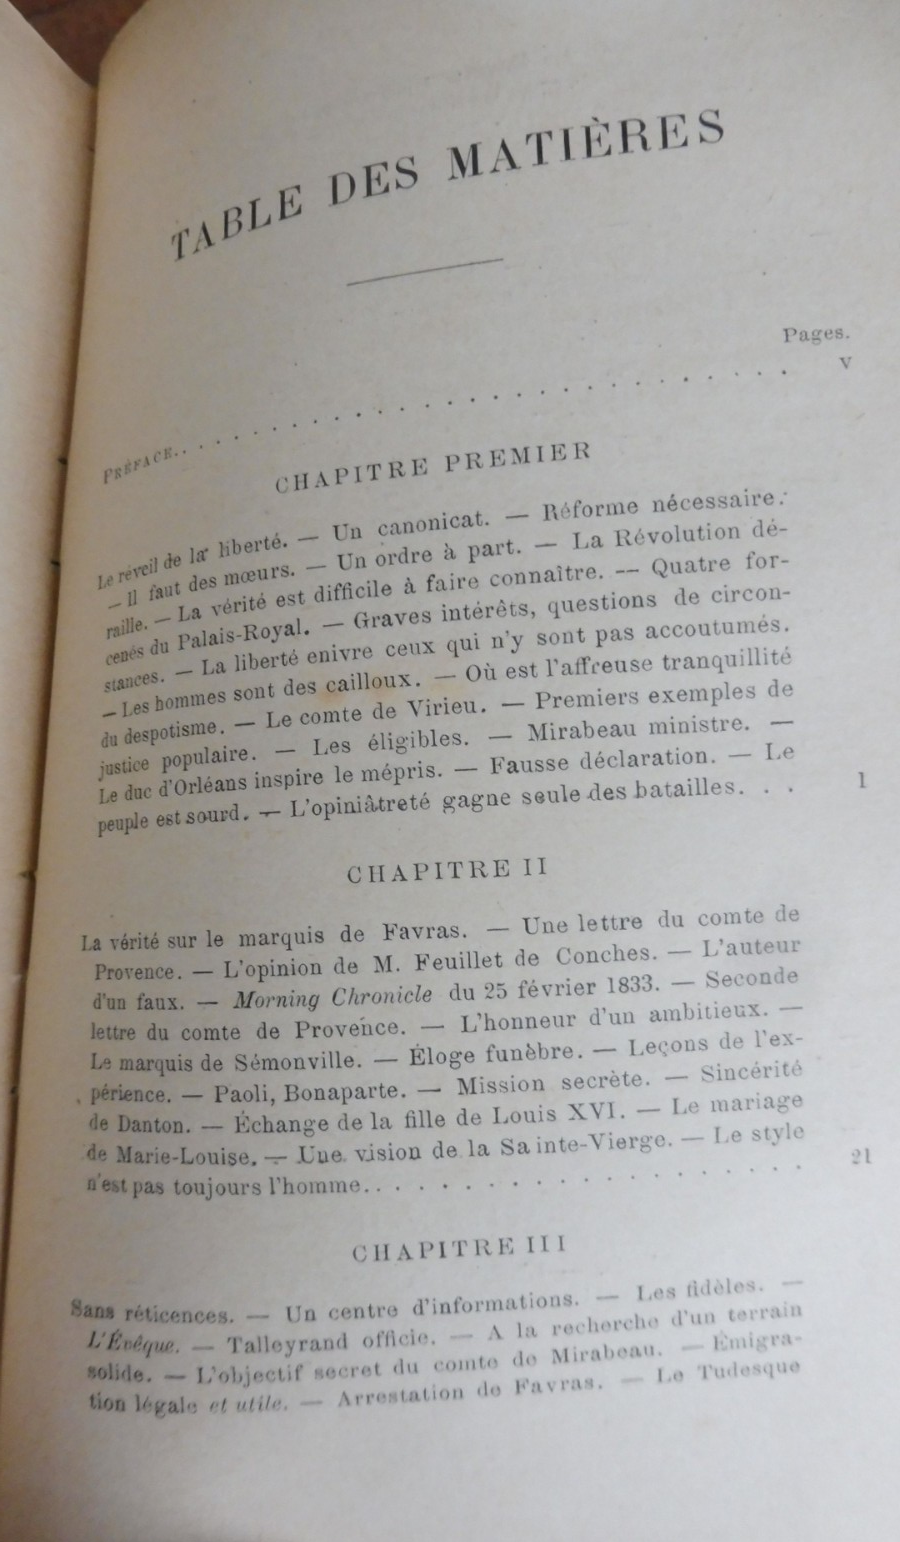 TABLE DES MATIÈRES
Pages.
PRÉFACE. . . . . . . . . . . . . . . . . . . . . . . . . . . . v
CHAPITRE PREMIER
Le réveil de la liberté. — Un canonicat. — Réforme nécessaire.
— Il faut des mœurs. — Un ordre à part. — La Révolution dé-
raille. — La vérité est difficile à faire connaître. — Quatre for-
cenés du Palais-Royal. — Graves intérêts, questions de circon-
stances. — La liberté enivre ceux qui n'y sont pas accoutumés.
— Les hommes sont des cailloux. — Où est l'affreuse tranquillité
du despotisme. — Le comte de Virieu. — Premiers exemples de
justice populaire. — Les éligibles. — Mirabeau ministre. —
Le duc d'Orléans inspire le mépris. — Fausse déclaration. — Le
peuple est sourd. — L'opiniâtreté gagne seule des batailles. . . 1
CHAPITRE II
La vérité sur le marquis de Favras. — Une lettre du comte de
Provence. — L'opinion de M. Feuillet de Conches. — L'auteur
d'un faux. — Morning Chronicle du 25 février 1833. — Seconde
lettre du comte de Provence. — L'honneur d'un ambitieux. —
Le marquis de Sémonville. — Éloge funèbre. — Leçons de l'ex-
périence. — Paoli, Bonaparte. — Mission secrète. — Sincérité
de Danton. — Échange de la fille de Louis XVI. — Le mariage
de Marie-Louise. — Une vision de la Sainte-Vierge. — Le style
n'est pas toujours l'homme. . . . . . . . . . . . . . . . . . . 21
CHAPITRE III
Sans réticences. — Un centre d'informations. — Les fidèles. —
L'Évêque. — Talleyrand officie. — A la recherche d'un terrain
solide. — L'objectif secret du comte de Mirabeau. — Émigra-
tion légale et utile. — Arrestation de Favras. — Le Tudesque